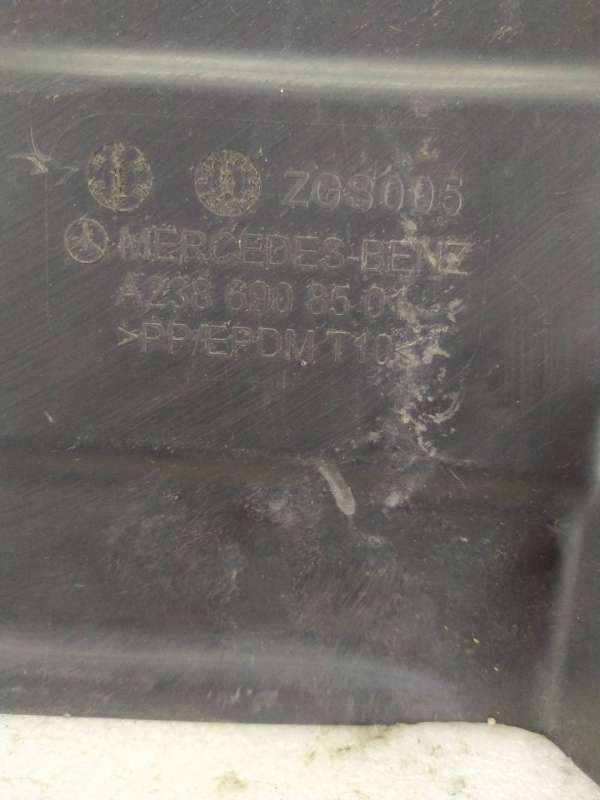 ZGS005
MERCEDES-BENZ
A238 690 85 01
>PP/EPDM T10<